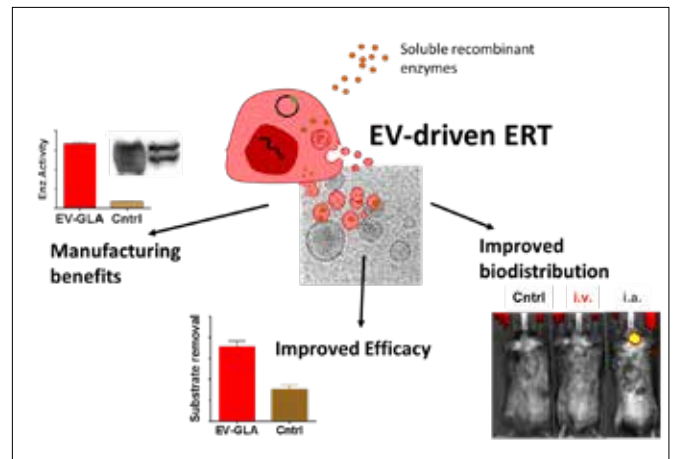 Soluble recombinant
enzymes
EV-driven ERT
Enz Activity
EV-GLA Cntrl
Manufacturing
benefits
Improved
biodistribution
Cntrl i.v. i.a.
Substrate removal
Improved Efficacy
EV-GLA Cntrl